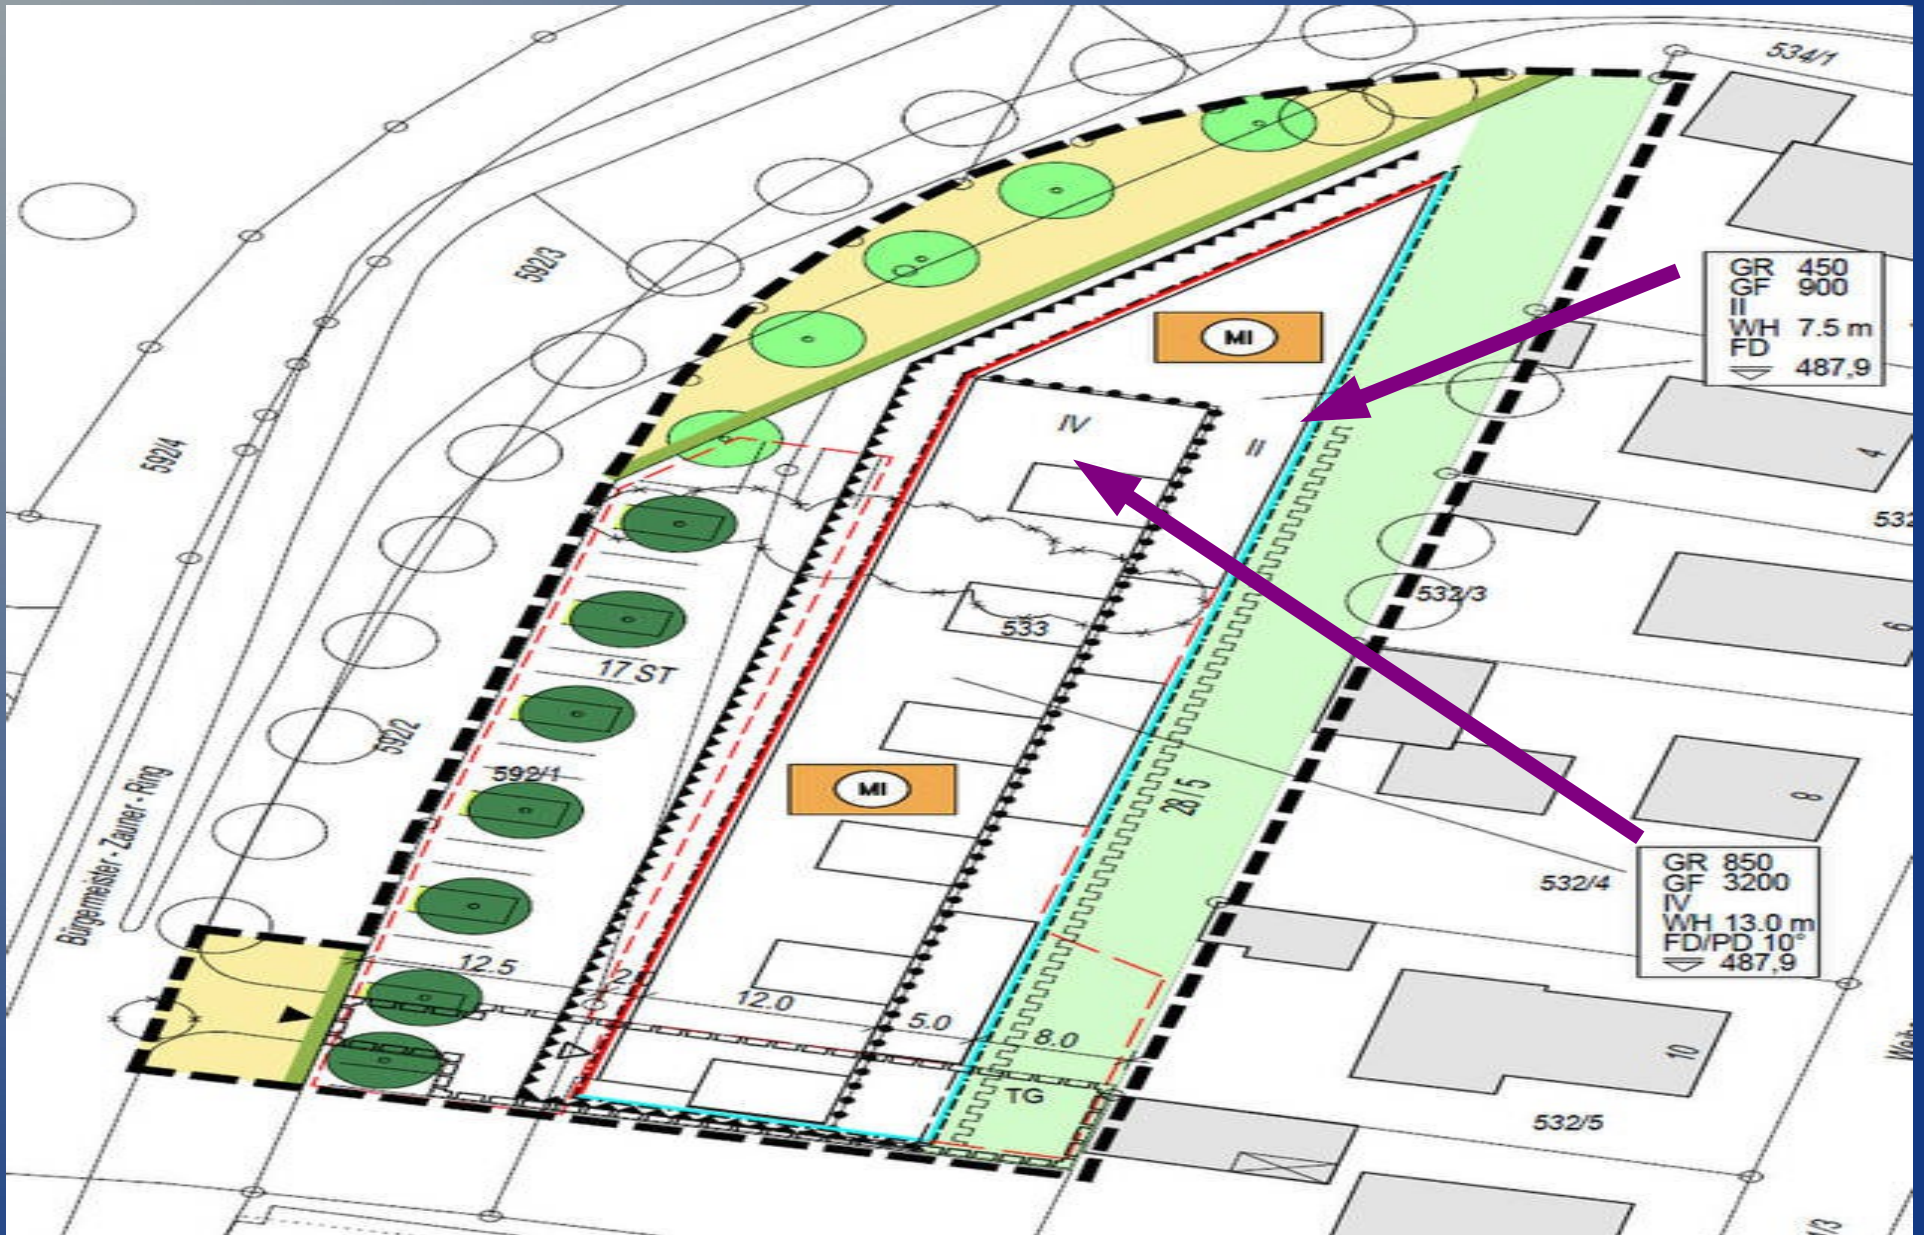 534/1
592/3
GR 450
GF 900
II
WH 7.5 m
FD
487,9
MI
IV
II
592/4
4
532/3
533
6
17 ST
592/2
592/1
28/5
8
MI
Bürgermeister - Zauner - Ring
532/4
GR 850
GF 3200
IV
WH 13.0 m
FD/PD 10°
487,9
12.5
2
12.0
5.0
8.0
10
TG
532/5